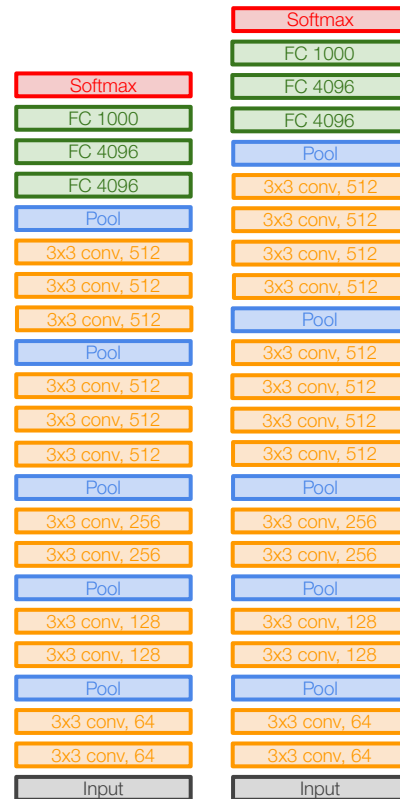 Softmax
FC 1000
FC 4096
FC 4096
Pool
3x3 conv, 512
3x3 conv, 512
3x3 conv, 512
Pool
3x3 conv, 512
3x3 conv, 512
3x3 conv, 512
Pool
3x3 conv, 256
3x3 conv, 256
Pool
3x3 conv, 128
3x3 conv, 128
Pool
3x3 conv, 64
3x3 conv, 64
Input
Softmax
FC 1000
FC 4096
FC 4096
Pool
3x3 conv, 512
3x3 conv, 512
3x3 conv, 512
3x3 conv, 512
Pool
3x3 conv, 512
3x3 conv, 512
3x3 conv, 512
3x3 conv, 512
Pool
3x3 conv, 256
3x3 conv, 256
Pool
3x3 conv, 128
3x3 conv, 128
Pool
3x3 conv, 64
3x3 conv, 64
Input